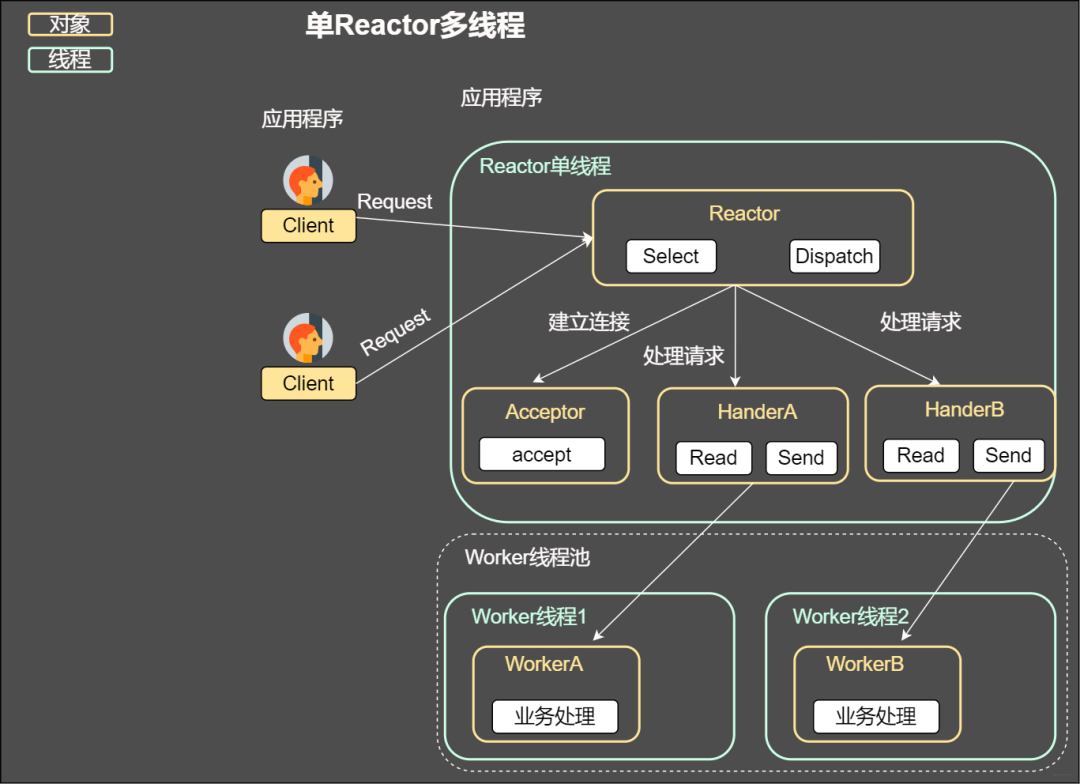 对象
单Reactor多线程
线程
应用程序
应用程序
Reactor单线程
Reactor
Request
Client
Select
Dispatch
建立连接
处理请求
Request
处理请求
Client
Acceptor
HanderA
HanderB
accept
Read
Send
Read
Send
Worker线程池
Worker线程1
Worker线程2
WorkerA
WorkerB
业务处理
业务处理